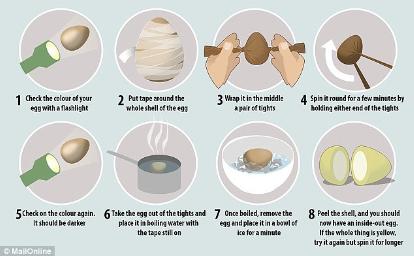 1 Check the colour of your
egg with a flashlight
2 Put tape around the
whole shell of the egg
3 Wrap it in the middle
a pair of tights
4 Spin it round for a few minutes by
holding either end of the tights
5 Check on the colour again.
It should be darker
6 Take the egg out of the tights and
place it in boiling water with
the tape still on
7 Once boiled, remove the
egg and place it in a bowl of
ice for a minute
8 Peel the shell, and you should
now have an inside-out egg.
If the whole thing is yellow,
try it again but spin it for longer
© MailOnline